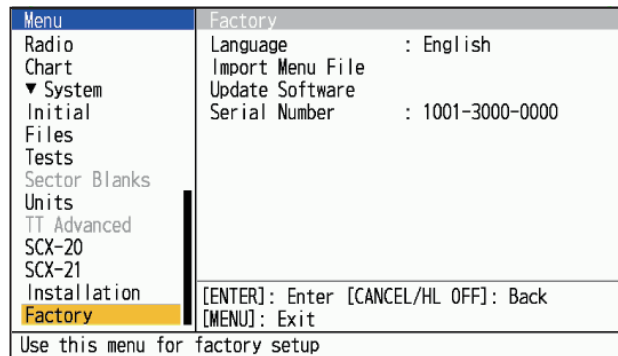 Menu
Radio
Chart
▼ System
Initial
Files
Tests
Sector Blanks
Units
TT Advanced
SCX-20
SCX-21
Installation
Factory
Factory
Language : English
Import Menu File
Update Software
Serial Number : 1001-3000-0000
[ENTER]: Enter [CANCEL/HL OFF]: Back
[MENU]: Exit
Use this menu for factory setup